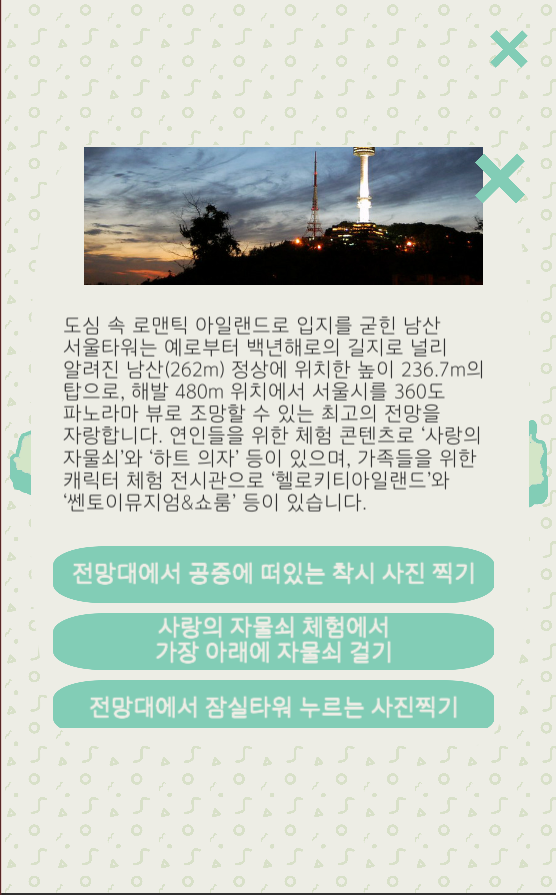 도심 속 로맨틱 아일랜드로 입지를 굳힌 남산
서울타워는 예로부터 백년해로의 길지로 널리
알려진 남산(262m) 정상에 위치한 높이 236.7m의
탑으로, 해발 480m 위치에서 서울시를 360도
파노라마 뷰로 조망할 수 있는 최고의 전망을
자랑합니다. 연인들을 위한 체험 콘텐츠로 ‘사랑의
자물쇠’와 ‘하트 의자’ 등이 있으며, 가족들을 위한
캐릭터 체험 전시관으로 ‘헬로키티아일랜드’와
‘쎈토이뮤지엄&쇼룸’ 등이 있습니다.
전망대에서 공중에 떠있는 착시 사진 찍기
사랑의 자물쇠 체험에서
가장 아래에 자물쇠 걸기
전망대에서 잠실타워 누르는 사진찍기